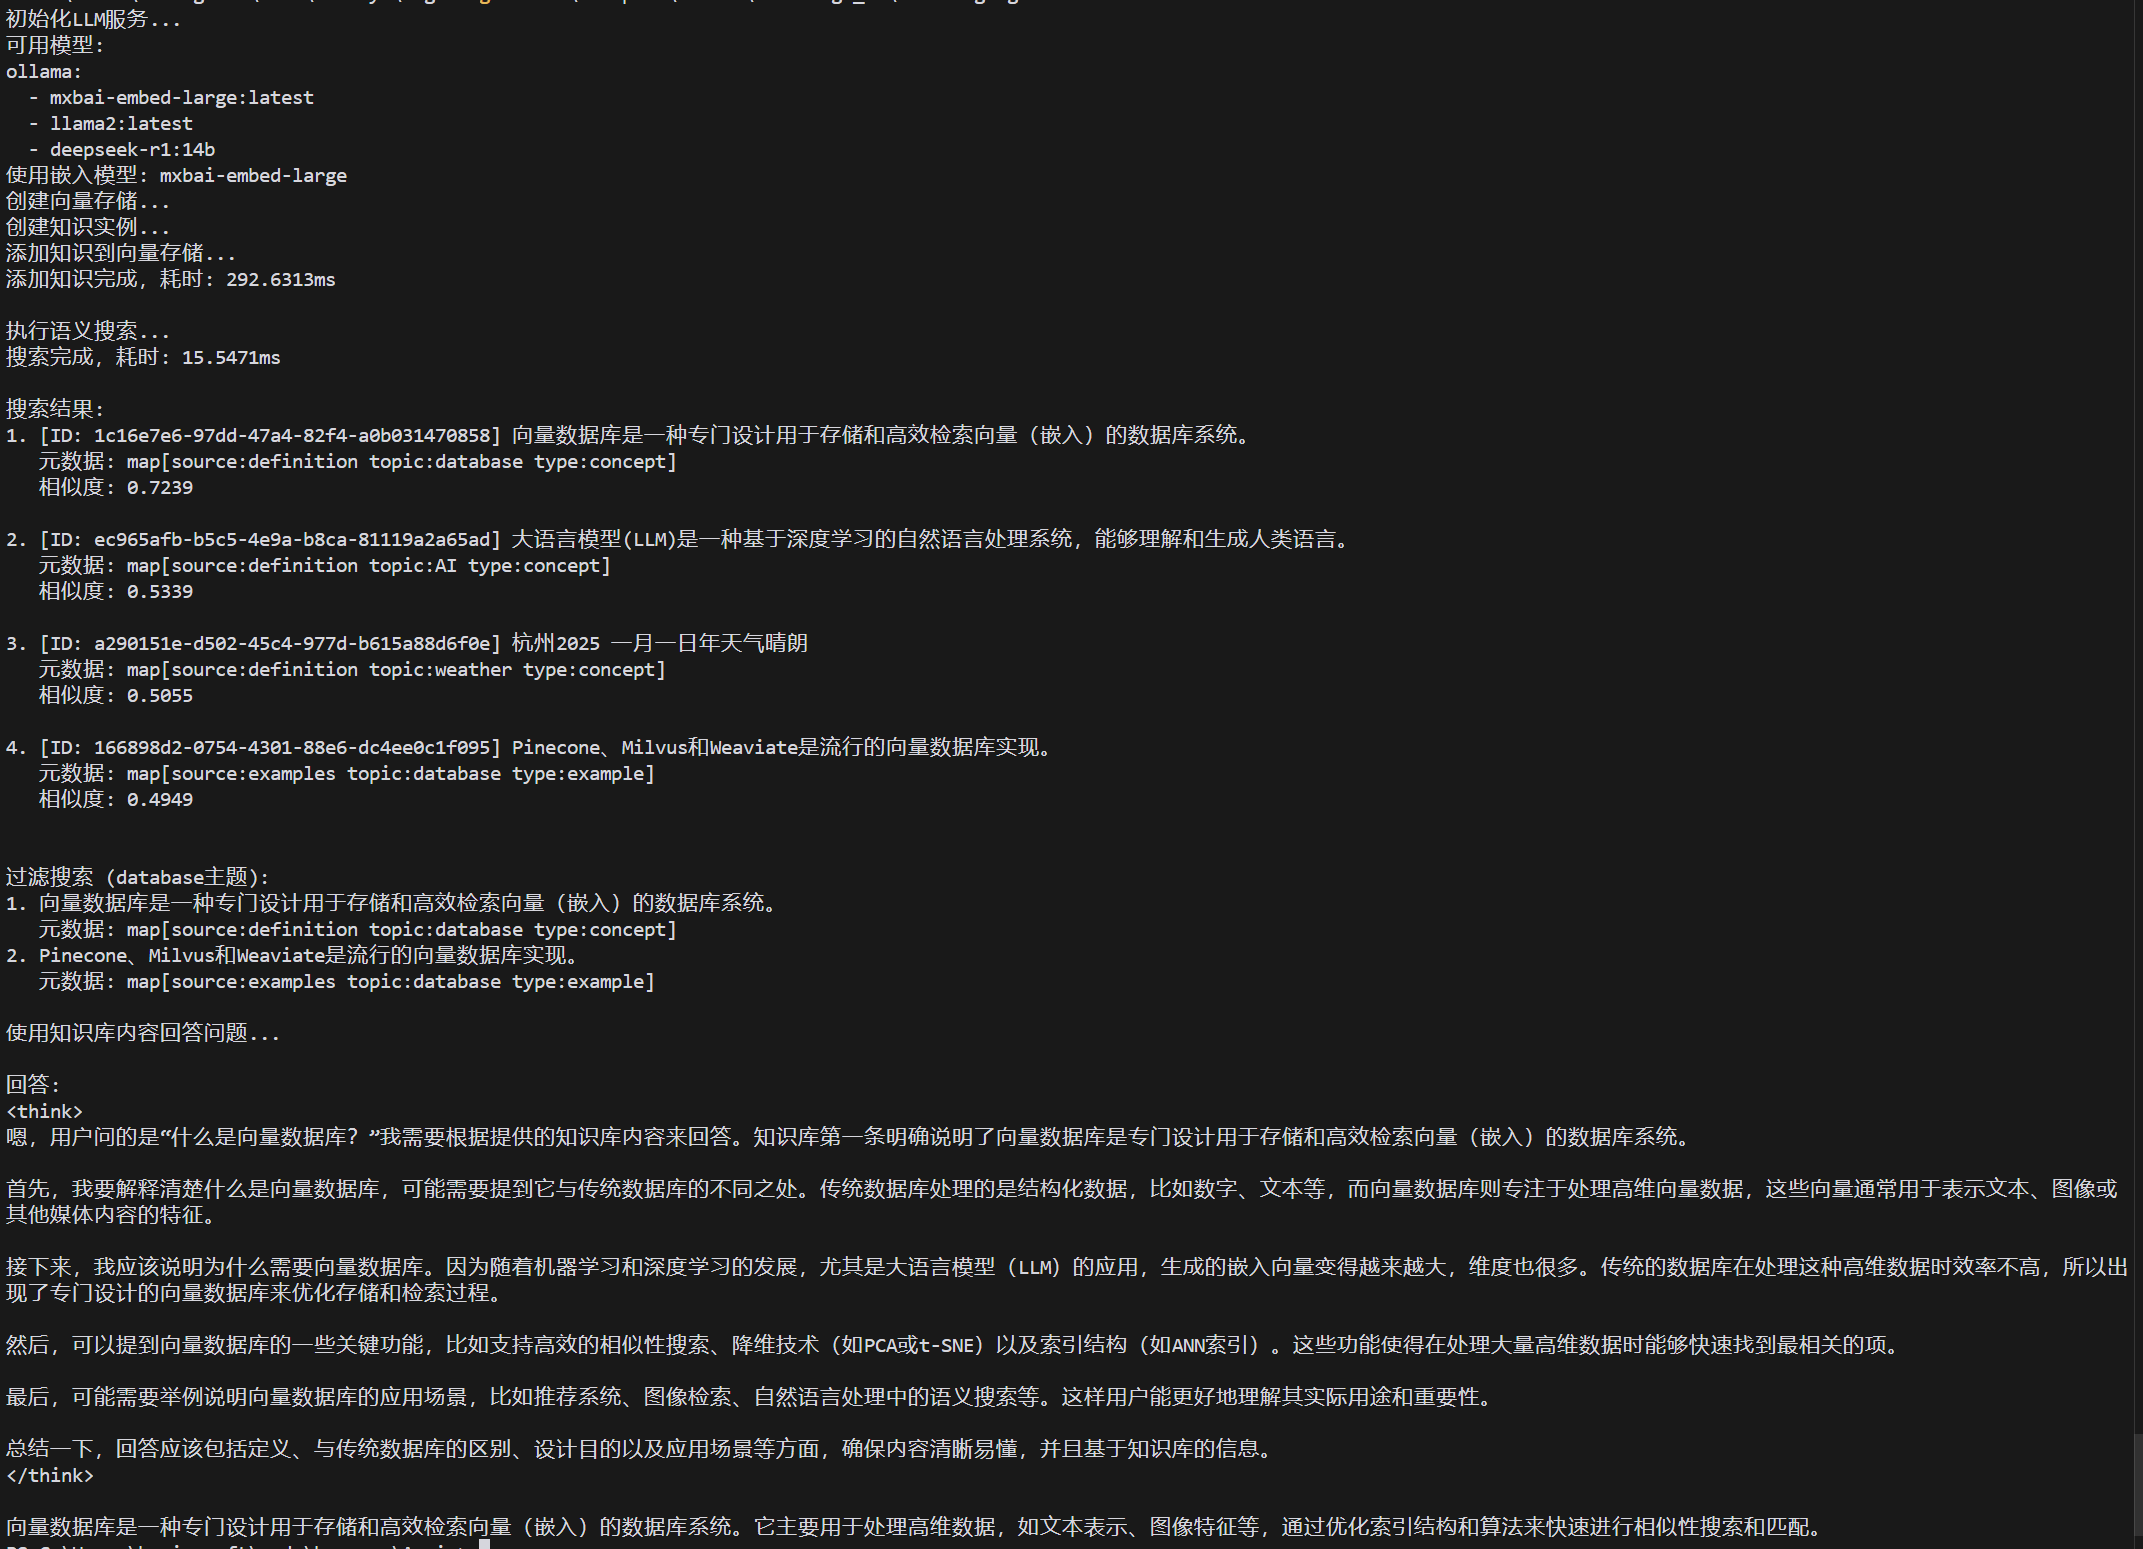 初始化LLM服务...
可用模型:
ollama:
  - mxbai-embed-large:latest
  - llama2:latest
  - deepseek-r1:14b
使用嵌入模型: mxbai-embed-large
创建向量存储...
创建知识实例...
添加知识到向量存储...
添加知识完成，耗时: 292.6313ms
执行语义搜索...
搜索完成，耗时: 15.5471ms
搜索结果:
1. [ID: 1c16e7e6-97dd-47a4-82f4-a0b031470858] 向量数据库是一种专门设计用于存储和高效检索向量（嵌入）的数据库系统。
   元数据: map[source:definition topic:database type:concept]
   相似度: 0.7239
2. [ID: ec965afb-b5c5-4e9a-b8ca-81119a2a65ad] 大语言模型(LLM)是一种基于深度学习的自然语言处理系统，能够理解和生成人类语言。
   元数据: map[source:definition topic:AI type:concept]
   相似度: 0.5339
3. [ID: a290151e-d502-45c4-977d-b615a88d6f0e] 杭州2025 一月一日年天气晴朗
   元数据: map[source:definition topic:weather type:concept]
   相似度: 0.5055
4. [ID: 166898d2-0754-4301-88e6-dc4ee0c1f095] Pinecone、Milvus和Weaviate是流行的向量数据库实现。
   元数据: map[source:examples topic:database type:example]
   相似度: 0.4949
过滤搜索（database主题）:
1. 向量数据库是一种专门设计用于存储和高效检索向量（嵌入）的数据库系统。
   元数据: map[source:definition topic:database type:concept]
2. Pinecone、Milvus和Weaviate是流行的向量数据库实现。
   元数据: map[source:examples topic:database type:example]
使用知识库内容回答问题...
回答:
<think>
嗯，用户问的是“什么是向量数据库？”我需要根据提供的知识库内容来回答。知识库第一条明确说明了向量数据库是专门设计用于存储和高效检索向量（嵌入）的数据库系统。
首先，我要解释清楚什么是向量数据库，可能需要提到它与传统数据库的不同之处。传统数据库处理的是结构化数据，比如数字、文本等，而向量数据库则专注于处理高维向量数据，这些向量通常用于表示文本、图像或
其他媒体内容的特征。
接下来，我应该说明为什么需要向量数据库。因为随着机器学习和深度学习的发展，尤其是大语言模型（LLM）的应用，生成的嵌入向量变得越来越大，维度也很多。传统的数据库在处理这种高维数据时效率不高，所以出
现了专门设计的向量数据库来优化存储和检索过程。
然后，可以提到向量数据库的一些关键功能，比如支持高效的相似性搜索、降维技术（如PCA或t-SNE）以及索引结构（如ANN索引）。这些功能使得在处理大量高维数据时能够快速找到最相关的项。
最后，可能需要举例说明向量数据库的应用场景，比如推荐系统、图像检索、自然语言处理中的语义搜索等。这样用户能更好地理解其实际用途和重要性。
总结一下，回答应该包括定义、与传统数据库的区别、设计目的以及应用场景等方面，确保内容清晰易懂，并且基于知识库的信息。
</think>
向量数据库是一种专门设计用于存储和高效检索向量（嵌入）的数据库系统。它主要用于处理高维数据，如文本表示、图像特征等，通过优化索引结构和算法来快速进行相似性搜索和匹配。